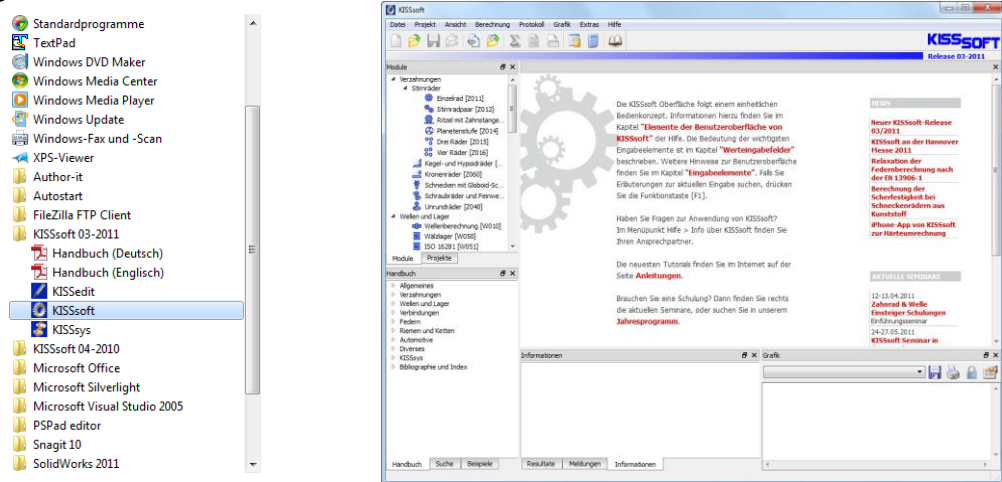 Standardprogramme
TextPad
Windows DVD Maker
Windows Media Center
Windows Media Player
Windows Update
Windows-Fax und -Scan
XPS-Viewer
Author-it
Autostart
FileZilla FTP Client
KISSsoft 03-2011
Handbuch (Deutsch)
Handbuch (Englisch)
KISSedit
KISSsoft
KISSsys
KISSsoft 04-2010
Microsoft Office
Microsoft Silverlight
Microsoft Visual Studio 2005
PSPad editor
Snagit 10
SolidWorks 2011
KISSsoft
Datei Projekt Ansicht Berechnung Protokoll Grafik Extras Hilfe
KISSsoft
Release 03-2011
Module
Verzahnungen
Stirnräder
Einzelrad [Z011]
Stirnradpaar [Z012]
Ritzel mit Zahnstange...
Planetenstufe [Z014]
Drei Räder [Z015]
Vier Räder [Z016]
Kegel- und Hypoidräder [...
Kronenräder [Z060]
Schnecken mit Globoid-Sc...
Schraubräder und Feinwe...
Unrundräder [Z040]
Wellen und Lager
Wellenberechnung [W010]
Wälzlager [W050]
ISO 16281 [W051]
Module Projekte
Handbuch
Allgemeines
Verzahnungen
Wellen und Lager
Verbindungen
Federn
Riemen und Ketten
Automotive
Diverses
KISSsys
Bibliographie und Index
Handbuch Suche Beispiele
Die KISSsoft Oberfläche folgt einem einheitlichen
Bedienkonzept. Informationen hierzu finden Sie im
Kapitel "Elemente der Benutzeroberfläche von
KISSsoft" der Hilfe. Die Bedeutung der wichtigsten
Eingabeelemente ist im Kapitel "Werteingabefelder"
beschrieben. Weitere Hinweise zur Benutzeroberfläche
finden Sie im Kapitel "Eingabeelemente". Falls Sie
Erläuterungen zur aktuellen Eingabe suchen, drücken
Sie die Funktionstaste [F1].
Haben Sie Fragen zur Anwendung von KISSsoft?
Im Menüpunkt Hilfe > Info über KISSsoft finden Sie
Ihren Ansprechpartner.
Die neuesten Tutorials finden Sie im Internet auf der
Seite Anleitungen.
Brauchen Sie eine Schulung? Dann finden Sie rechts
die aktuellen Seminare, oder suchen Sie in unserem
Jahresprogramm.
NEWS
Neuer KISSsoft-Release
03/2011
KISSsoft an der Hannover
Messe 2011
Relaxation der
Federnberechnung nach
der EN 13906-1
Berechnung der
Scherfestigkeit bei
Schneckenrädern aus
Kunststoff
iPhone-App von KISSsoft
zur Härteumrechnung
AKTUELLE SEMINARE
12-13.04.2011
Zahnrad & Welle
Einsteiger Schulungen
Einführungsseminar
24-27.05.2011
KISSsoft Seminar in
Informationen
Resultate Meldungen Informationen
Grafik